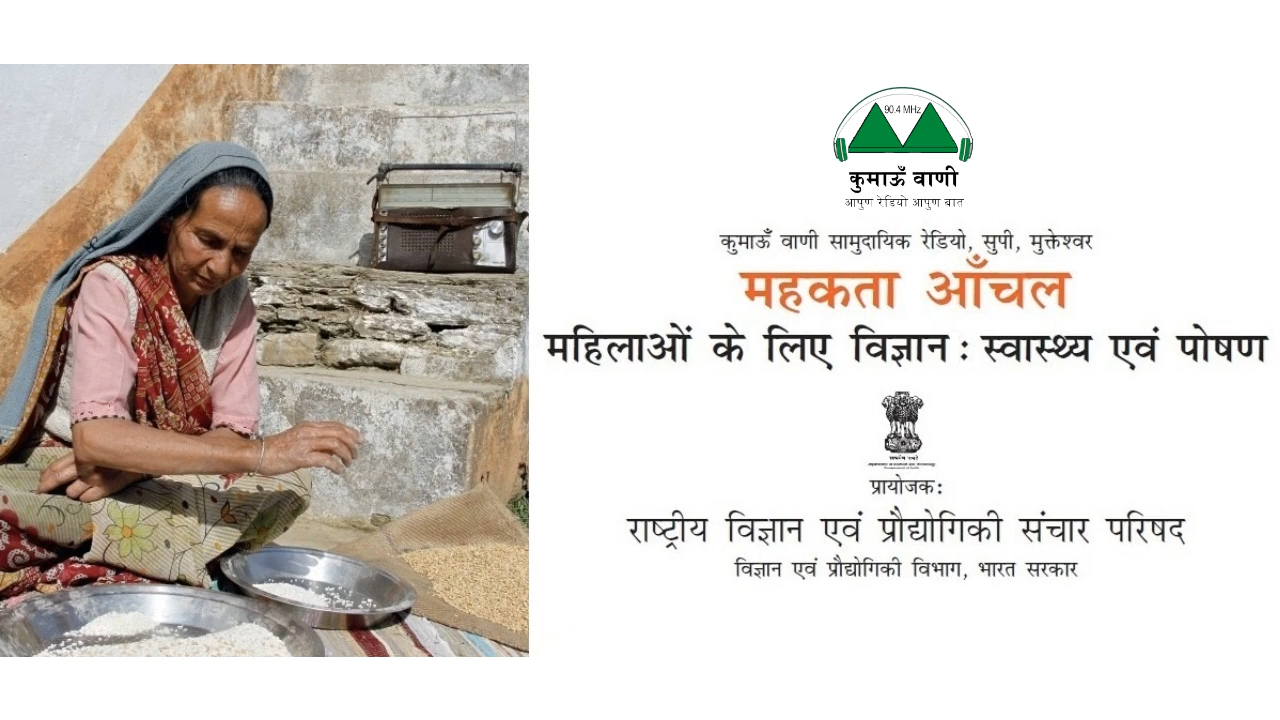 90.4 MHz
कुमाऊँ वाणी
आपुण रेडियो आपुण बात
कुमाऊँ वाणी सामुदायिक रेडियो, सुपी, मुक्तेश्वर
महकता आँचल
महिलाओं के लिए विज्ञान : स्वास्थ्य एवं पोषण
प्रायोजक:
राष्ट्रीय विज्ञान एवं प्रौद्योगिकी संचार परिषद
विज्ञान एवं प्रौद्योगिकी विभाग, भारत सरकार